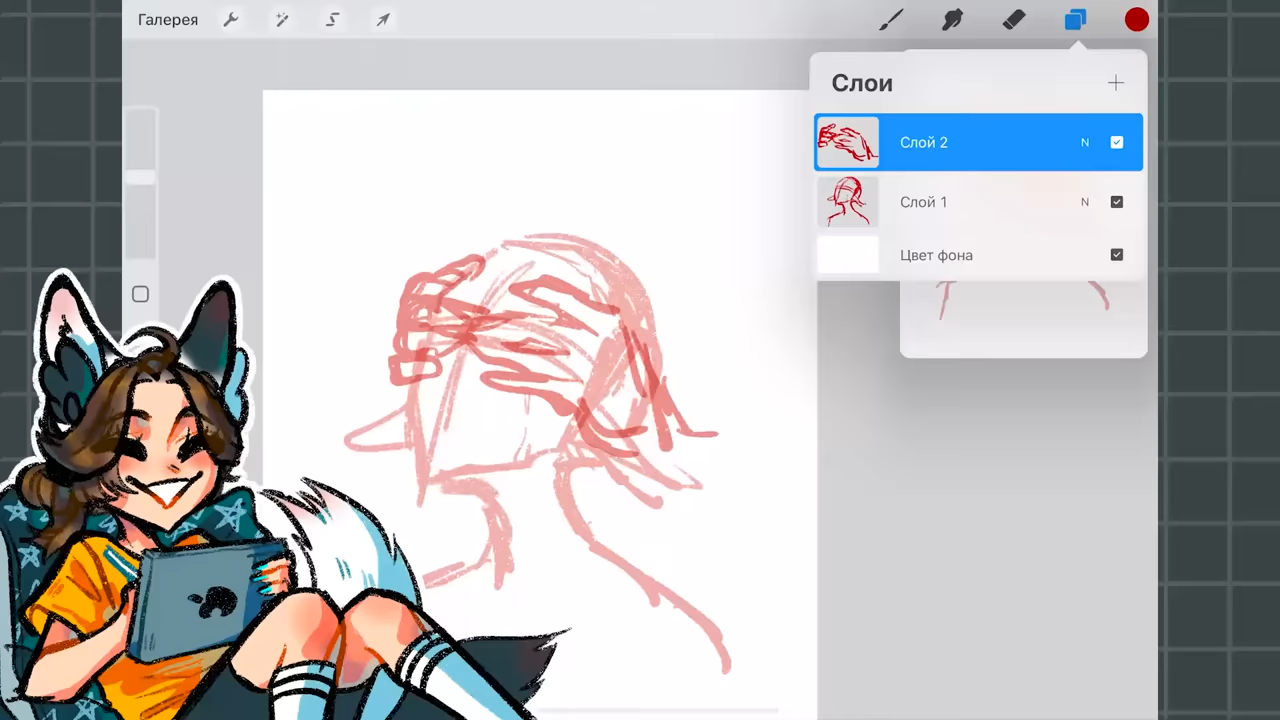 Галерея
Слои
Слой 2 N
Слой 1 N
Цвет фона